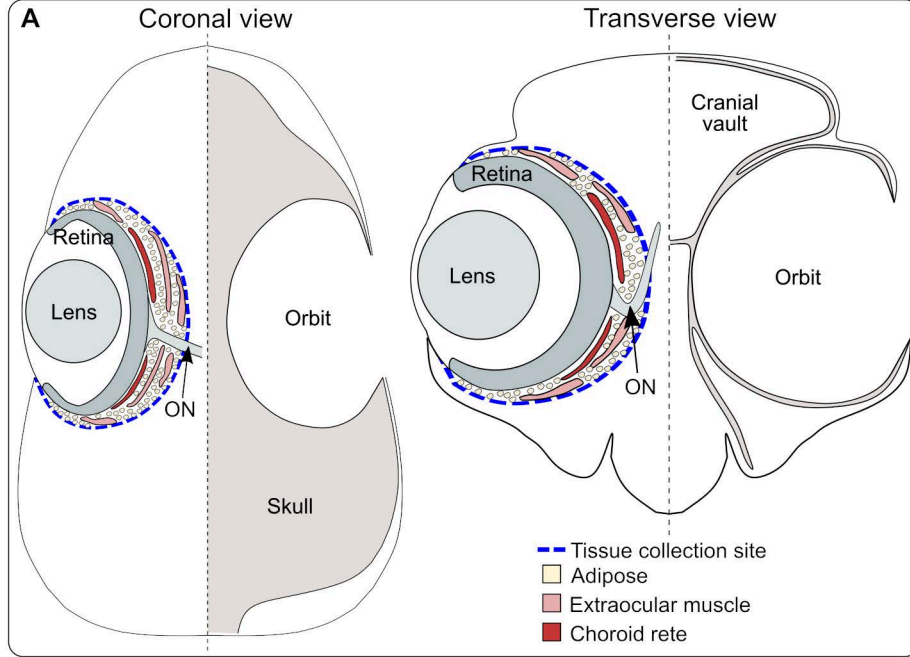 A
Coronal view
Transverse view
Cranial
vault
Retina
Retina
Lens
Lens
Orbit
Orbit
ON
ON
Skull
Tissue collection site
Adipose
Extraocular muscle
Choroid rete